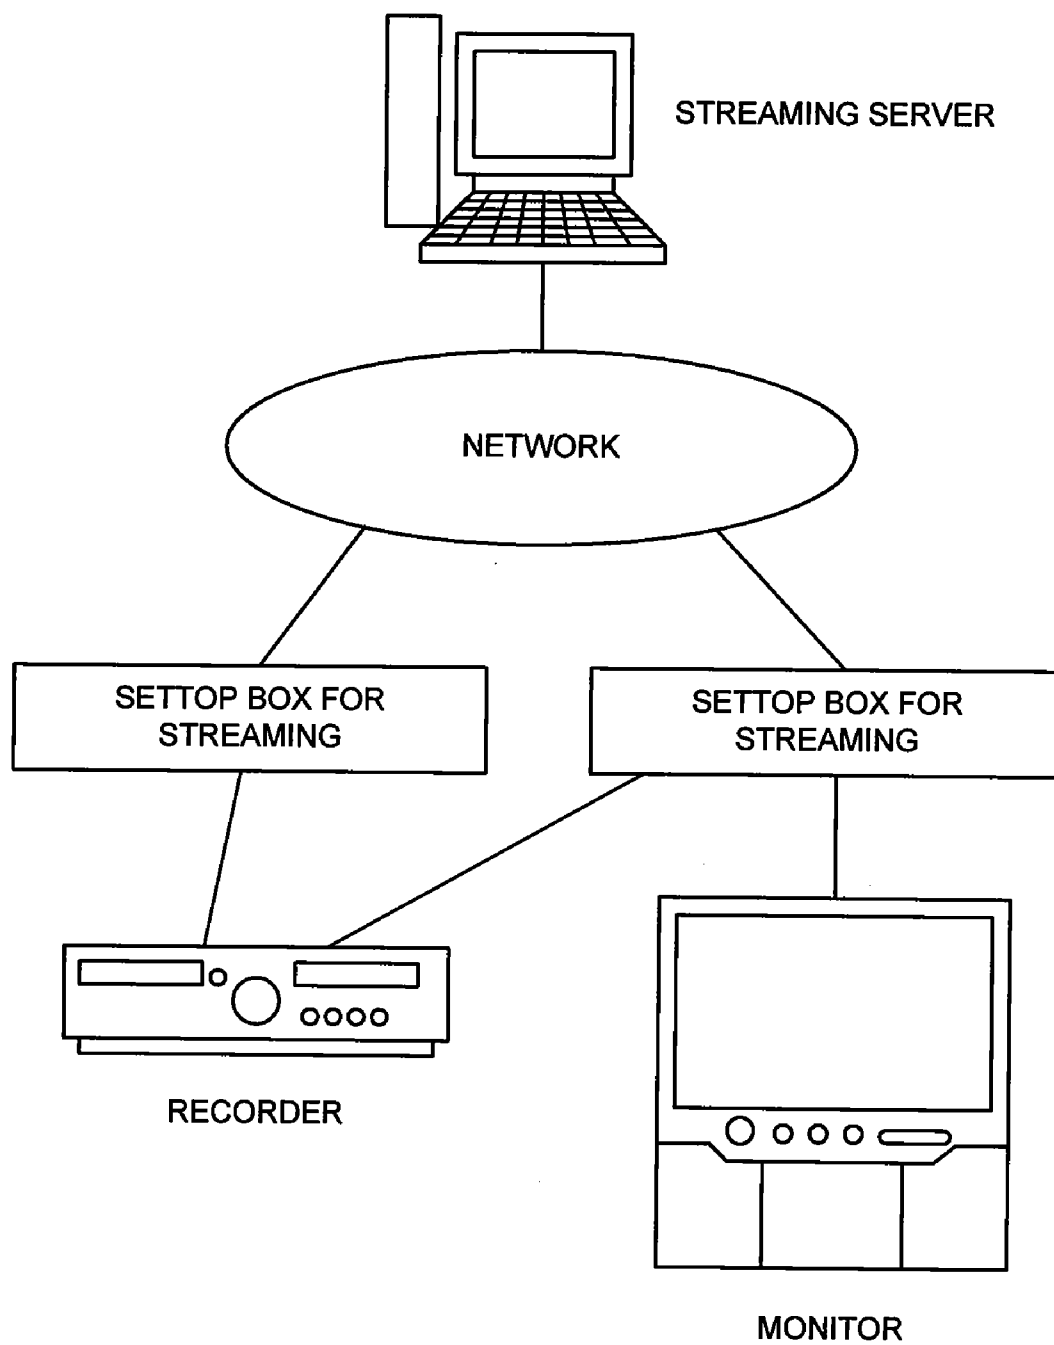 STREAMING SERVER
NETWORK
SETTOP BOX FOR
STREAMING
SETTOP BOX FOR
STREAMING
RECORDER
MONITOR